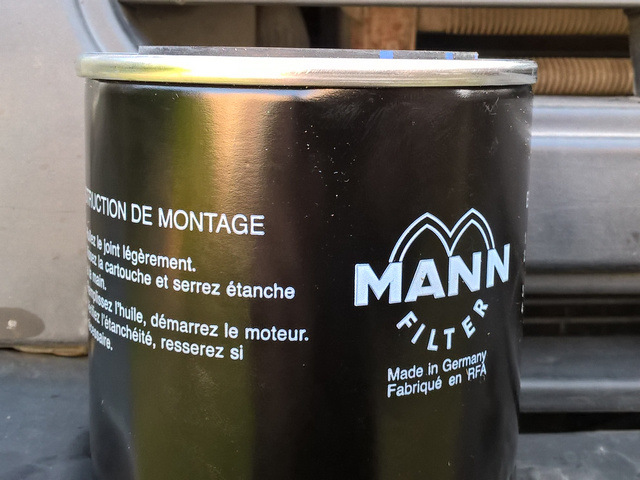 TRUCTION DE MONTAGE
le joint légèrement.
la cartouche et serrez étanche
main.
l'huile, démarrez le moteur.
l'étanchéité, resserez si
MANN
FILTER
Made in Germany
Fabriqué en RFA